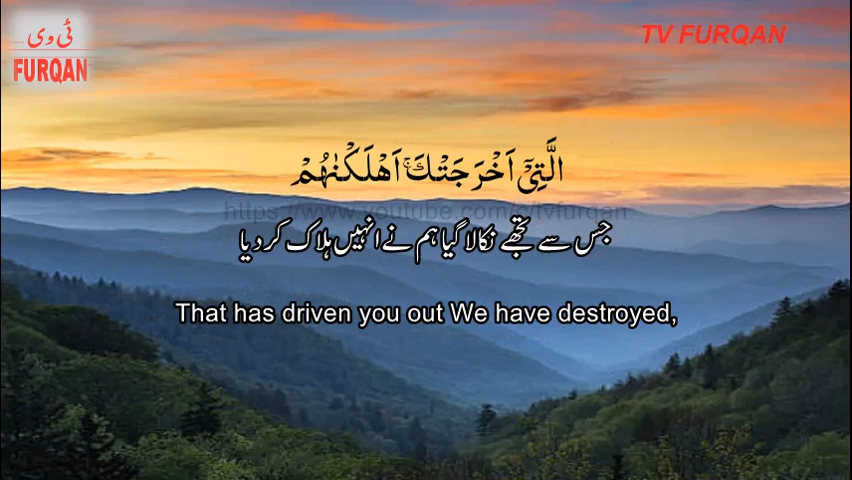 ٹی وی
FURQAN
TV FURQAN
الَّتِیْۤ اَخْرَجَتْكَ ۚ اَهْلَكْنٰهُمْ
https://www.youtube.com/c/tvfurqan
جس سے تجھے نکالا گیا ہم نے انہیں ہلاک کر دیا
That has driven you out We have destroyed,